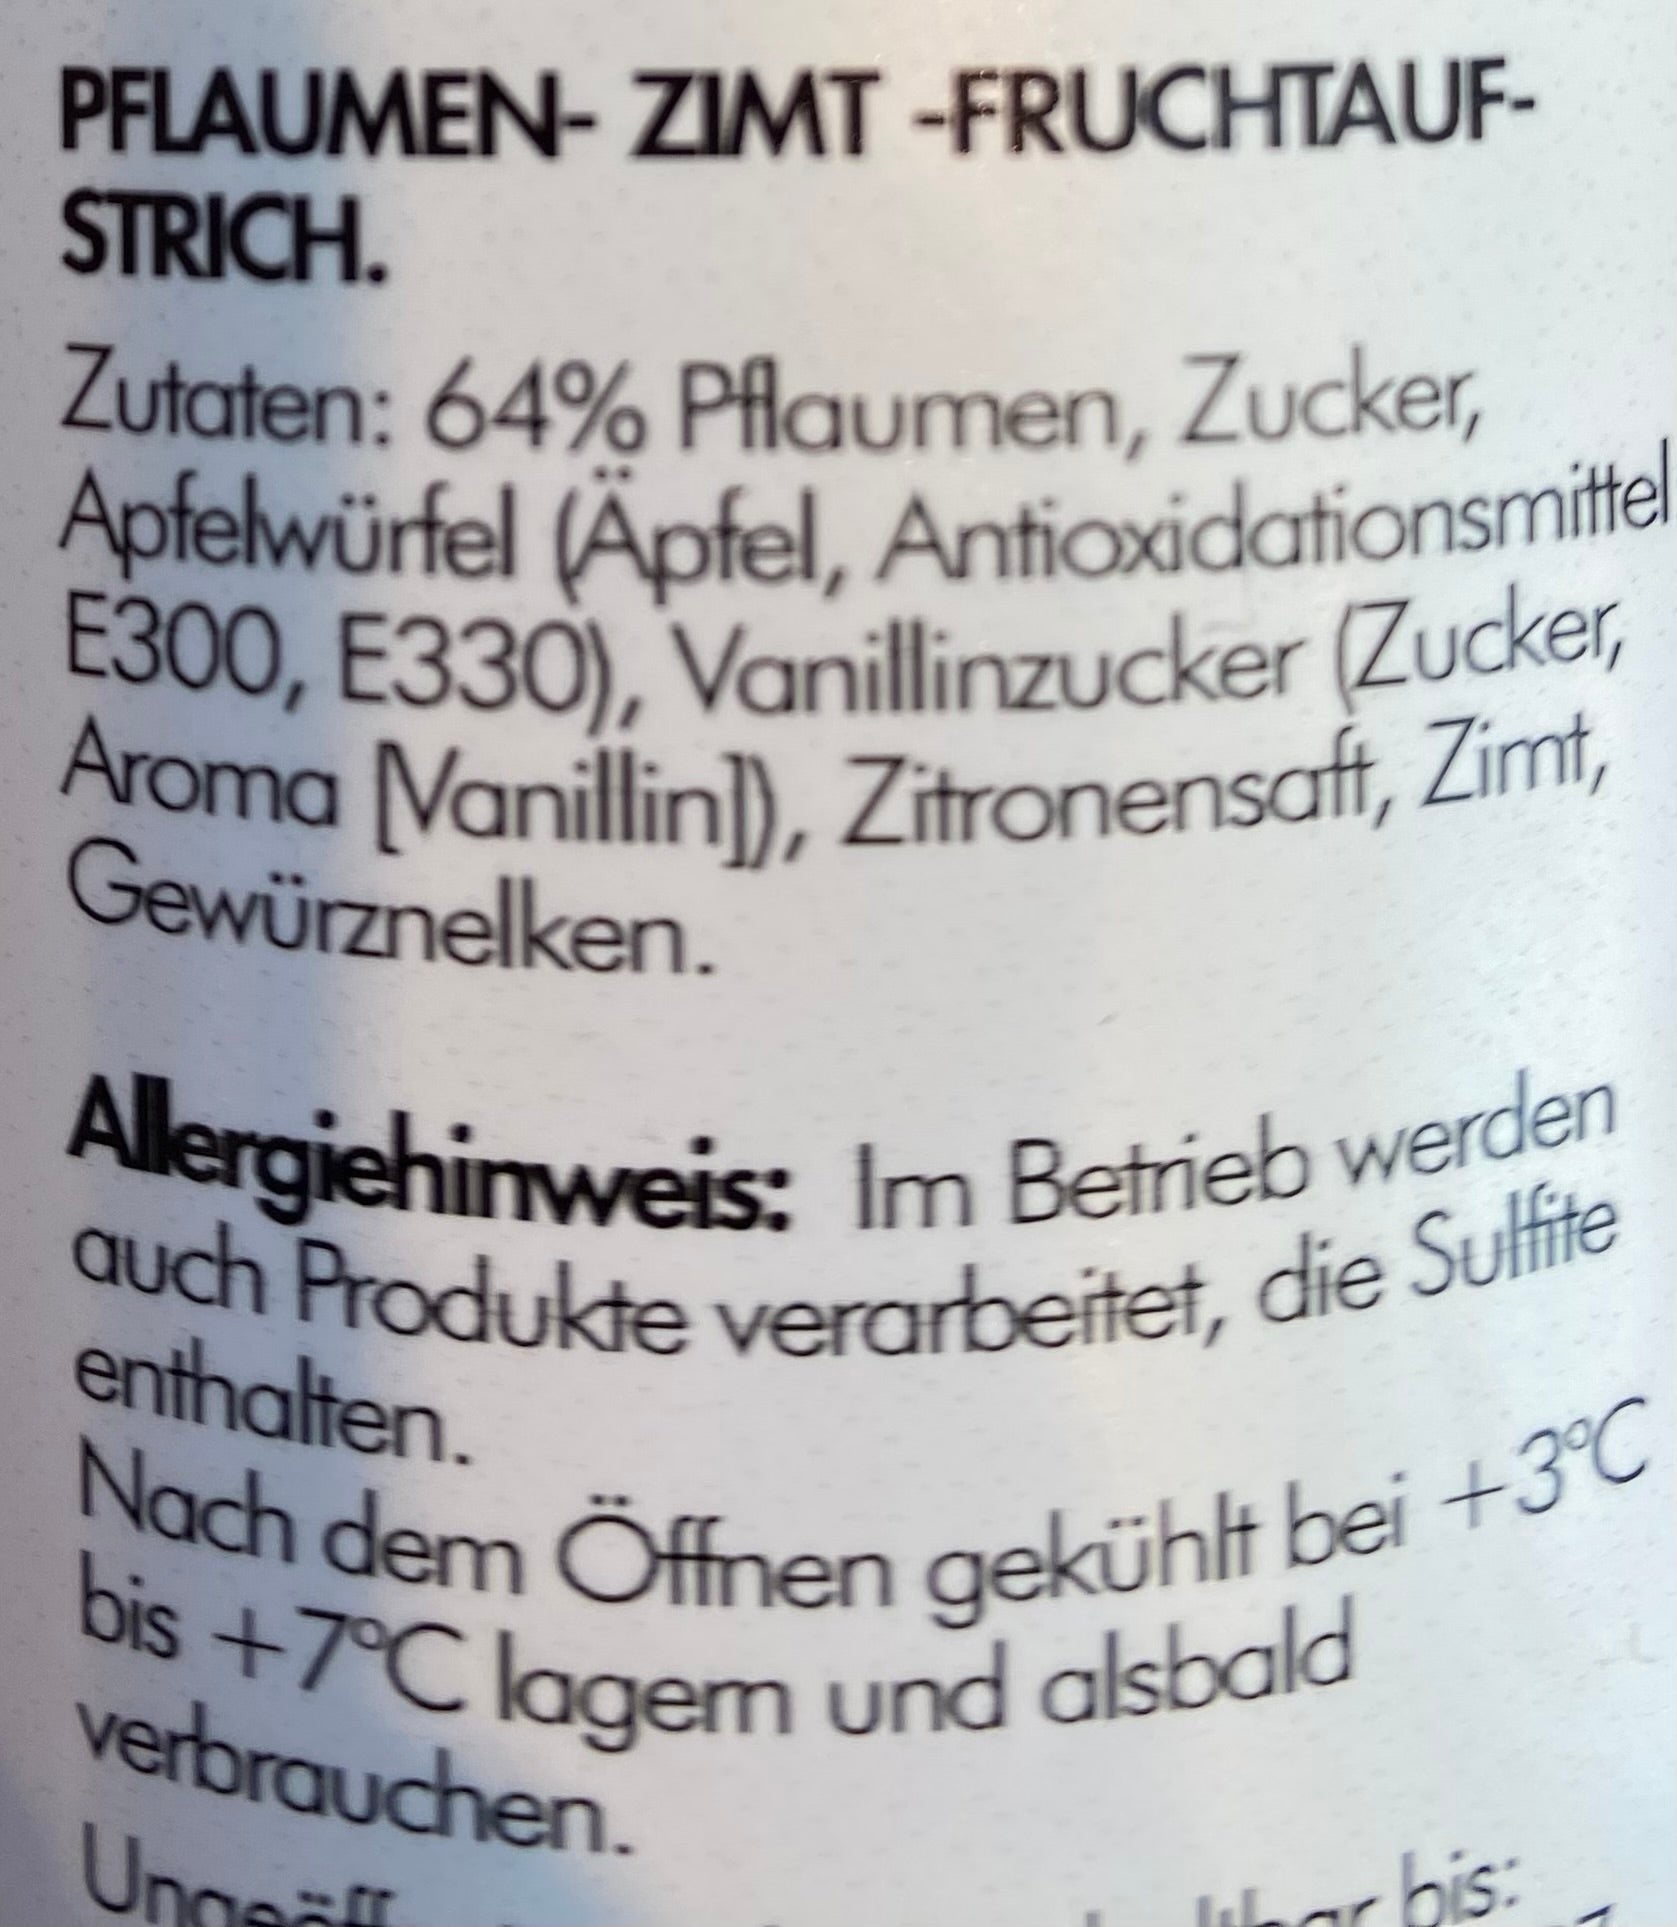 PFLAUMEN- ZIMT -FRUCHTAUF-
STRICH.
Zutaten: 64% Pflaumen, Zucker,
Apfelwürfel (Äpfel, Antioxidationsmittel
E300, E330), Vanillinzucker (Zucker,
Aroma [Vanillin]), Zitronensaft, Zimt,
Gewürznelken.
Allergiehinweis: Im Betrieb werden
auch Produkte verarbeitet, die Sulfite
enthalten.
Nach dem Öffnen gekühlt bei +3°C
bis +7°C lagern und alsbald
verbrauchen.
bis: